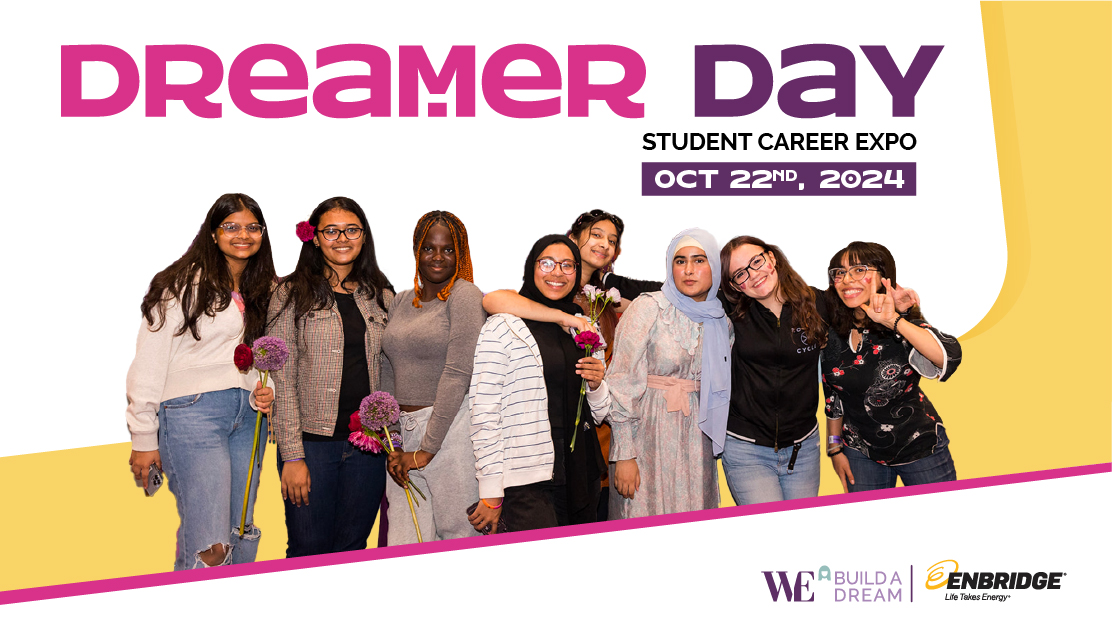 DREAMER DAY
STUDENT CAREER EXPO
OCT 22ND, 2024
WE BUILD A
DREAM
ENBRIDGE®
Life Takes Energy®